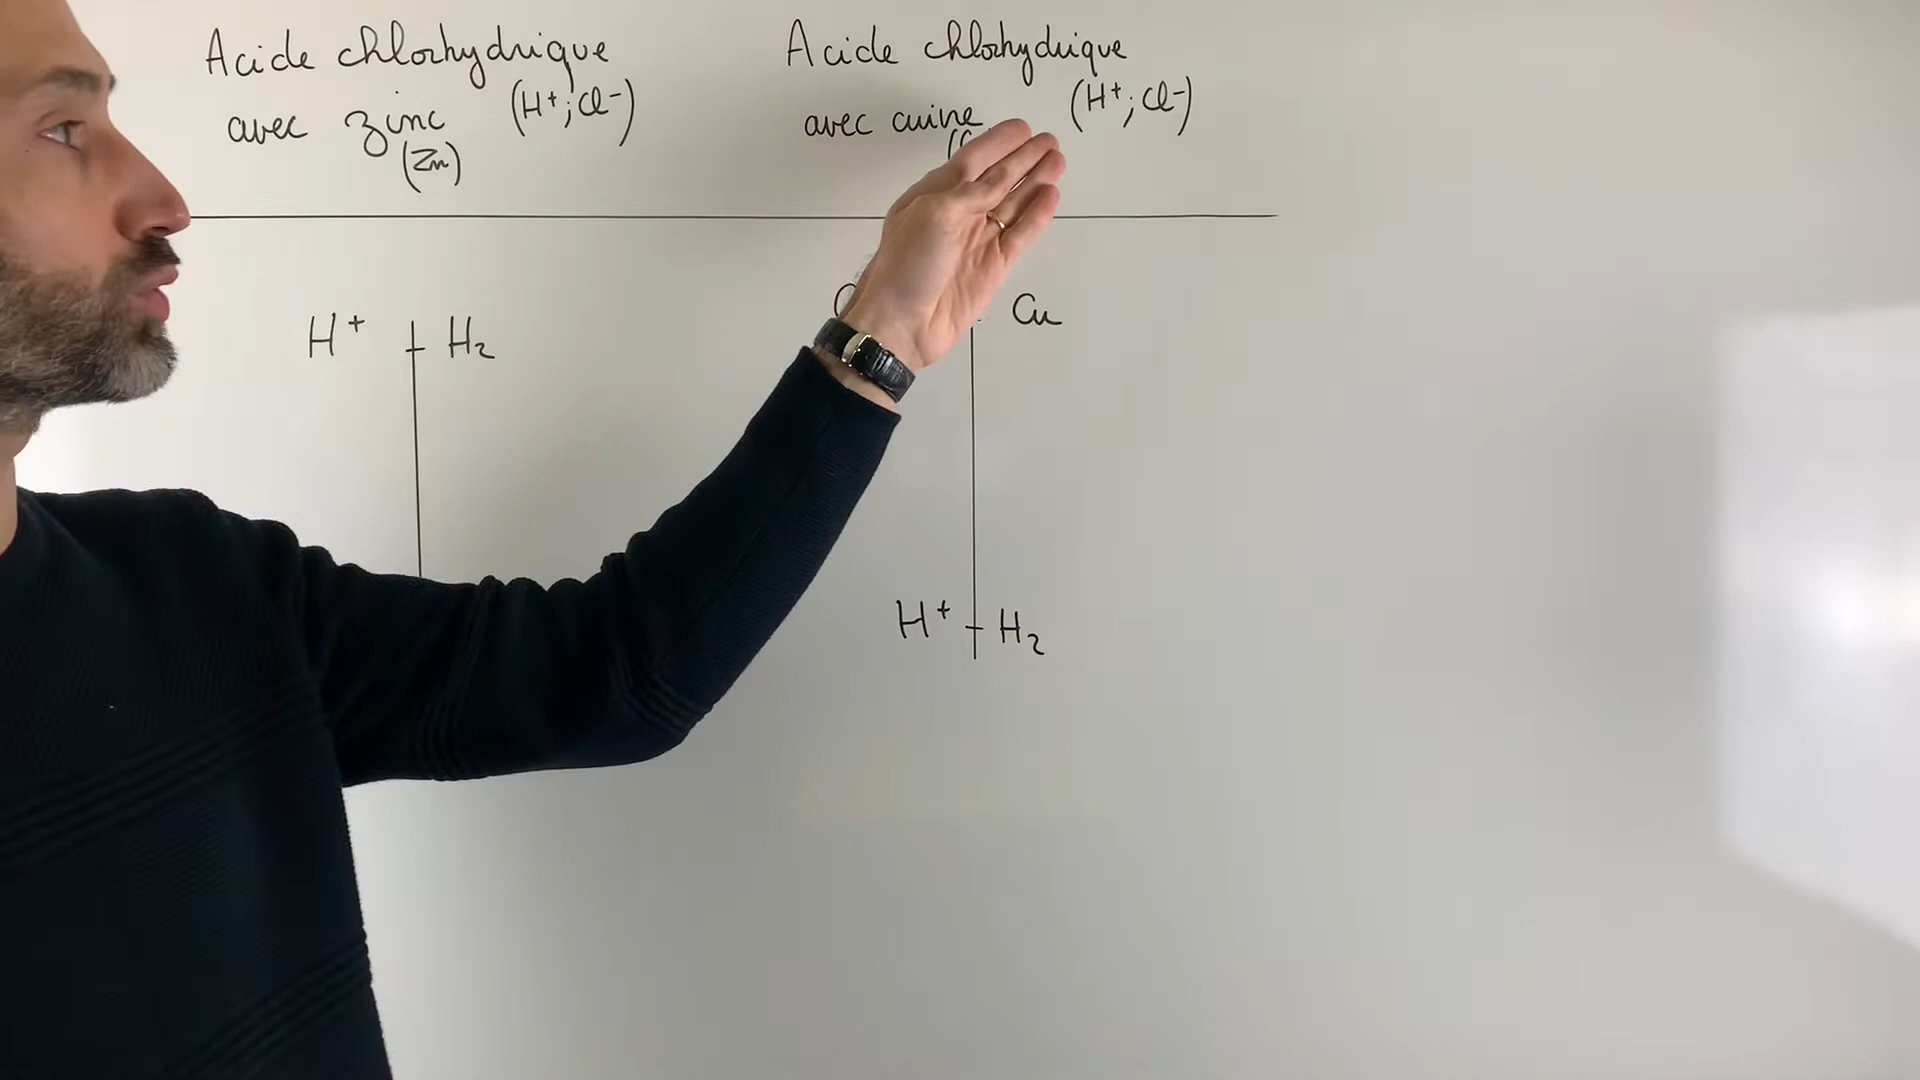 Acide chlorhydrique
avec zinc (H+; Cl-)
(Zn)
Acide chlorhydrique
avec cuivre (H+; Cl-)
H+ H2
Cu
H+ H2